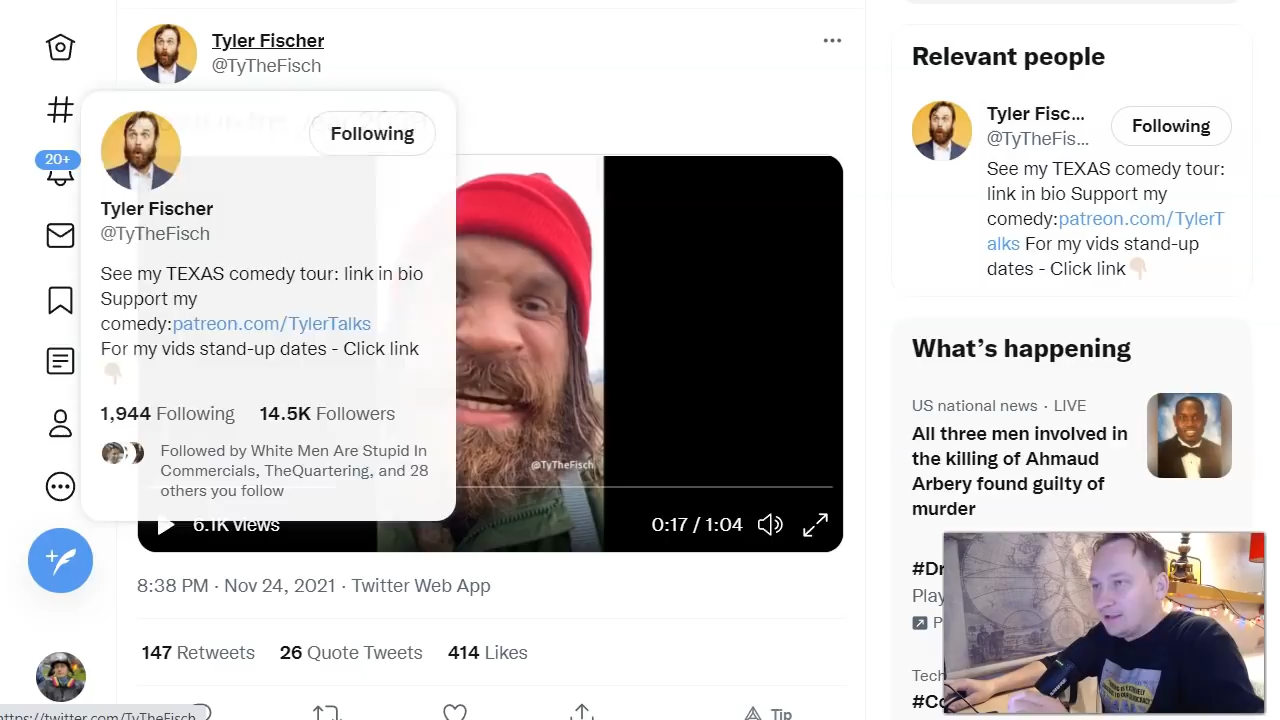 Tyler Fischer
@TyTheFisch
20+
Following
Tyler Fischer
@TyTheFisch
See my TEXAS comedy tour: link in bio
Support my
comedy:patreon.com/TylerTalks
For my vids stand-up dates - Click link
1,944 Following 14.5K Followers
Followed by White Men Are Stupid In
Commercials, TheQuartering, and 28
others you follow
@TyTheFisch
6.1K views
0:17 / 1:04
8:38 PM · Nov 24, 2021 · Twitter Web App
147 Retweets 26 Quote Tweets 414 Likes
Tip
https://twitter.com/TyTheFisch
Relevant people
Tyler Fisc...
@TyTheFis...
Following
See my TEXAS comedy tour:
link in bio Support my
comedy:patreon.com/TylerT
alks For my vids stand-up
dates - Click link
What's happening
US national news · LIVE
All three men involved in
the killing of Ahmaud
Arbery found guilty of
murder
#Dr
Play
P
Tech
#Co